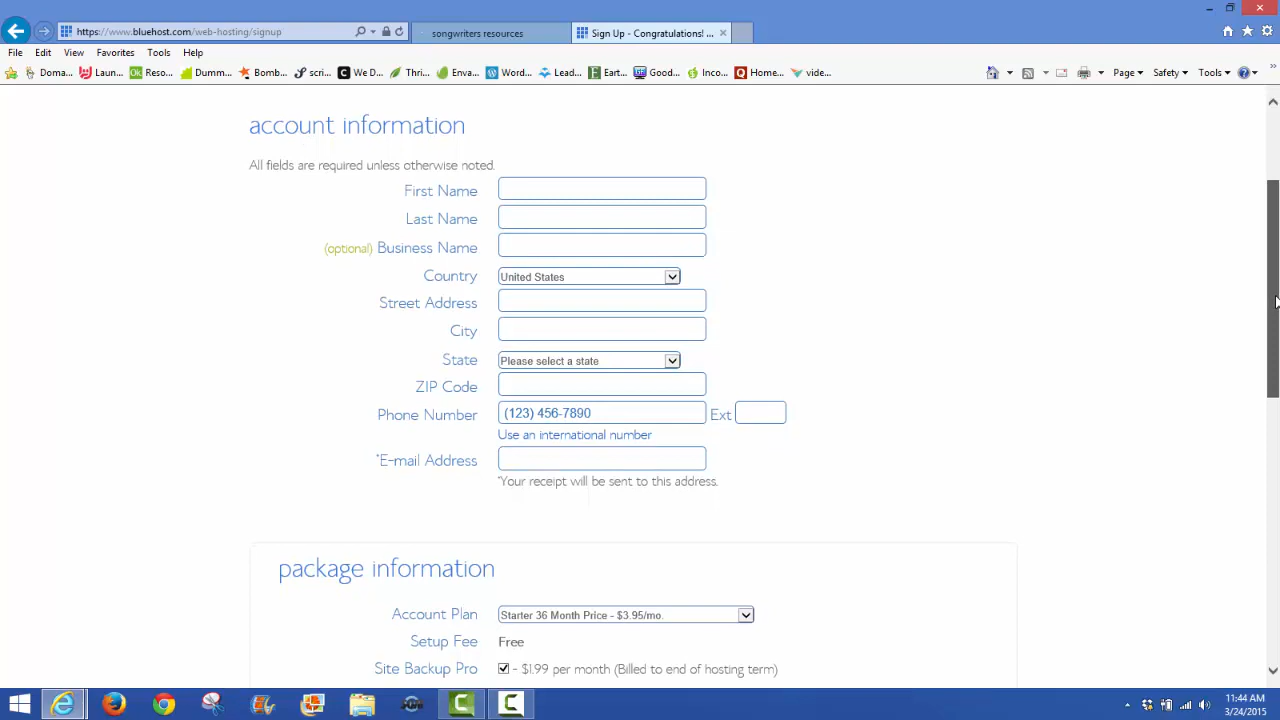 https://www.bluehost.com/web-hosting/signup
songwriters resources
Sign Up - Congratulations! ...
File Edit View Favorites Tools Help
Doma... Laun... Reso... Dumm... Bomb... scri... We D... Thri... Enva... Word... Lead... Eart... Good... Inco... Home... vide...
Page Safety Tools
account information
All fields are required unless otherwise noted.
First Name
Last Name
(optional) Business Name
Country United States
Street Address
City
State Please select a state
ZIP Code
Phone Number (123) 456-7890 Ext
Use an international number
*E-mail Address
*Your receipt will be sent to this address.
package information
Account Plan Starter 36 Month Price - $3.95/mo.
Setup Fee Free
Site Backup Pro - $1.99 per month (Billed to end of hosting term)
11:44 AM
3/24/2015